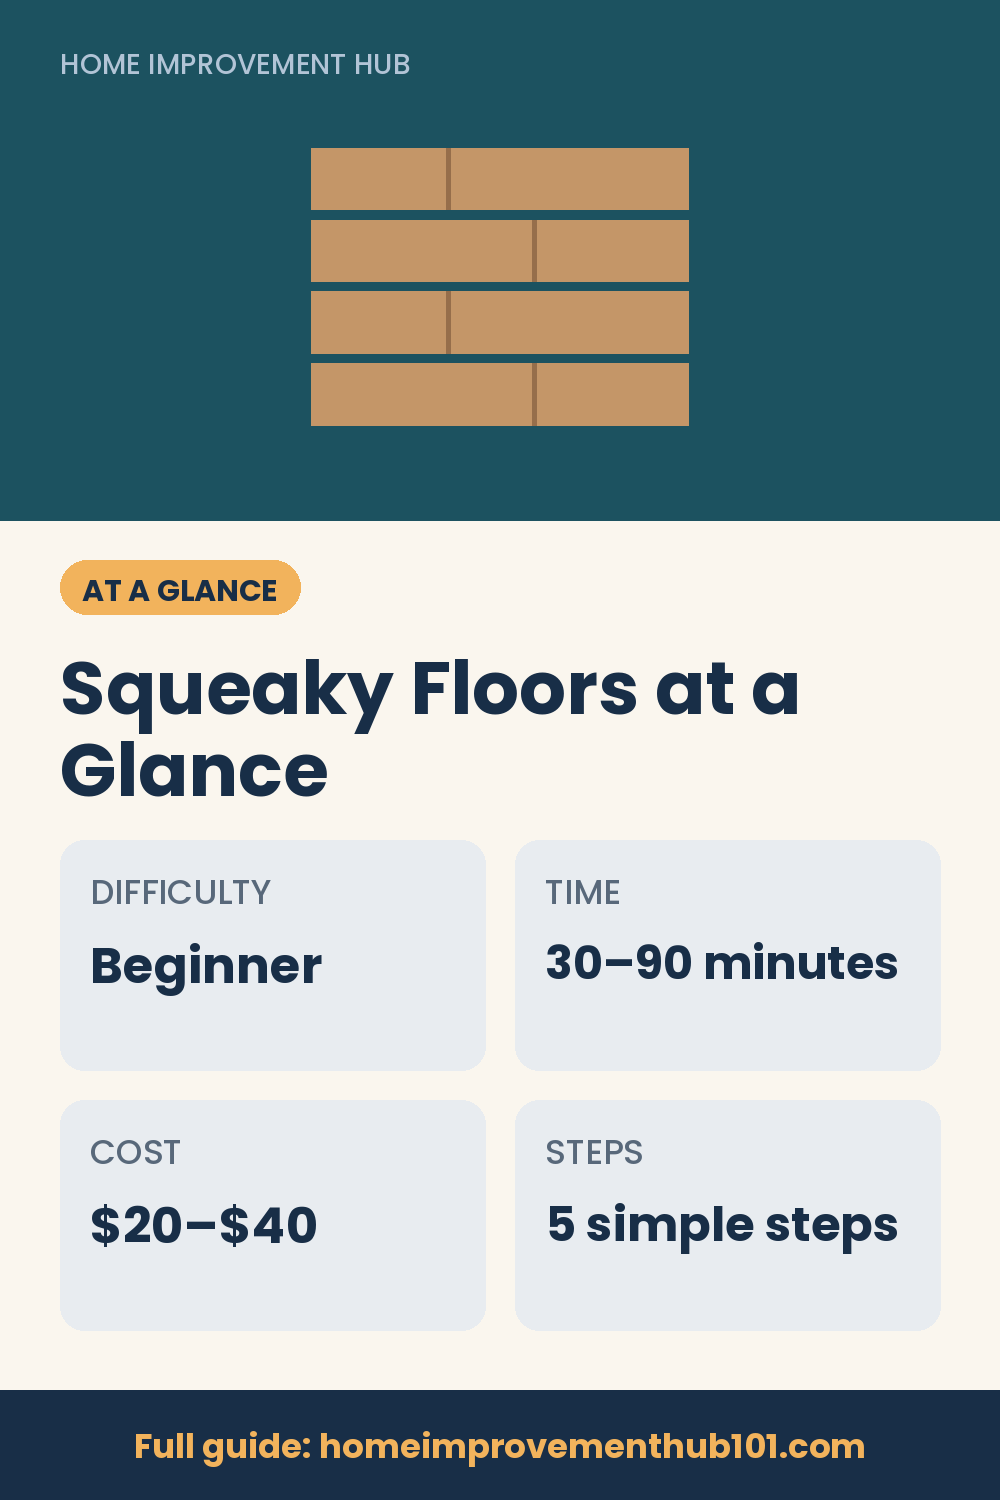 HOME IMPROVEMENT HUB
AT A GLANCE
Squeaky Floors at a
Glance
DIFFICULTY
Beginner
TIME
30–90 minutes
COST
$20–$40
STEPS
5 simple steps
Full guide: homeimprovementhub101.com